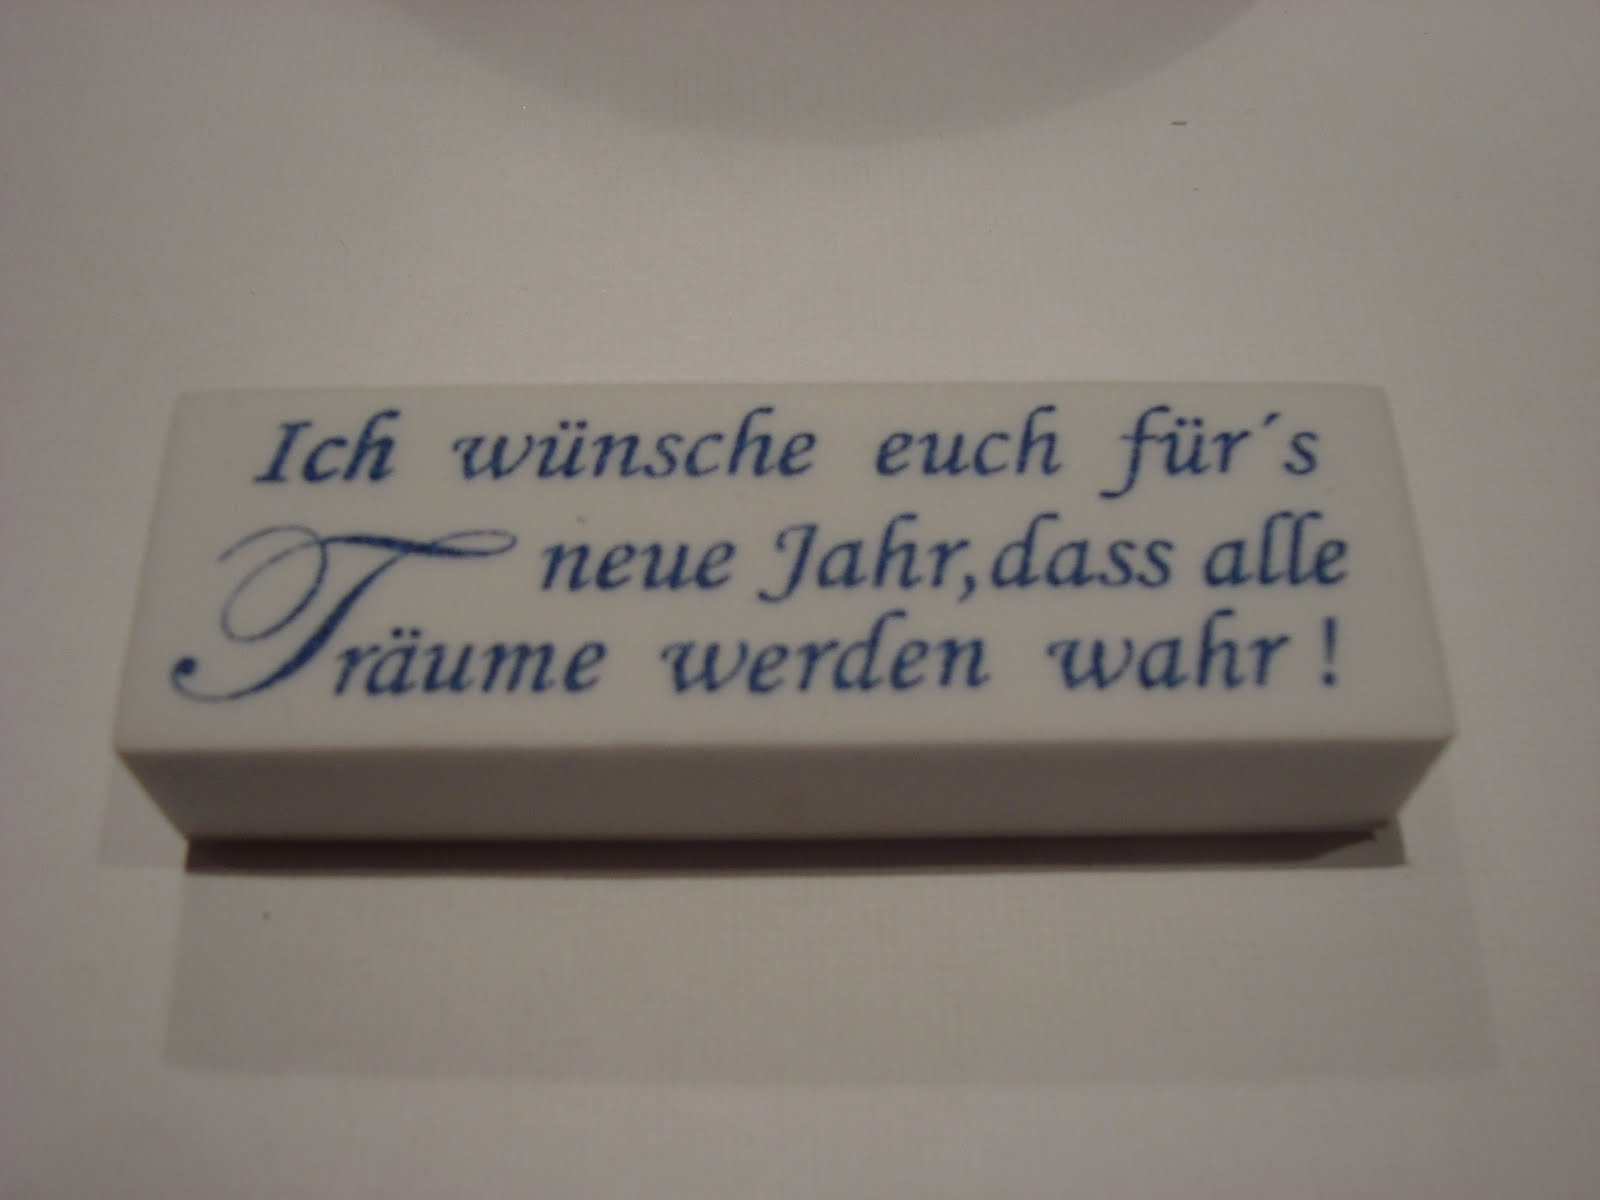 Ich wünsche euch für´s
neue Jahr,dass alle
Träume werden wahr !